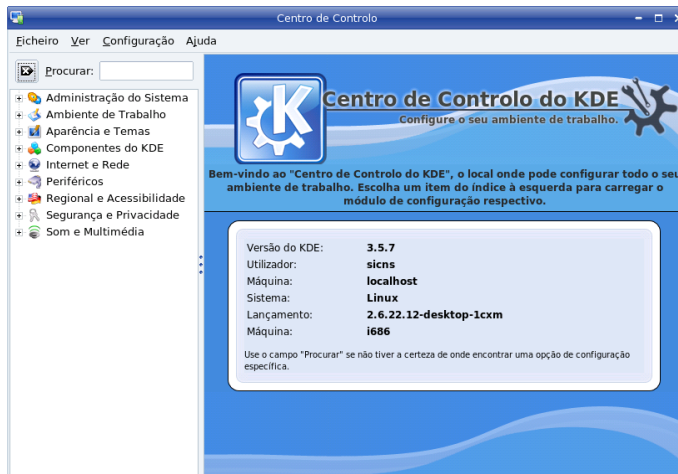 Centro de Controlo
Ficheiro Ver Configuração Ajuda
Procurar:
Administração do Sistema
Ambiente de Trabalho
Aparência e Temas
Componentes do KDE
Internet e Rede
Periféricos
Regional e Acessibilidade
Segurança e Privacidade
Som e Multimédia
Centro de Controlo do KDE
Configure o seu ambiente de trabalho.
Bem-vindo ao "Centro de Controlo do KDE", o local onde pode configurar todo o seu
ambiente de trabalho. Escolha um item do índice à esquerda para carregar o
módulo de configuração respectivo.
Versão do KDE: 3.5.7
Utilizador: sicns
Máquina: localhost
Sistema: Linux
Lançamento: 2.6.22.12-desktop-1cxm
Máquina: i686
Use o campo "Procurar" se não tiver a certeza de onde encontrar uma opção de configuração
específica.